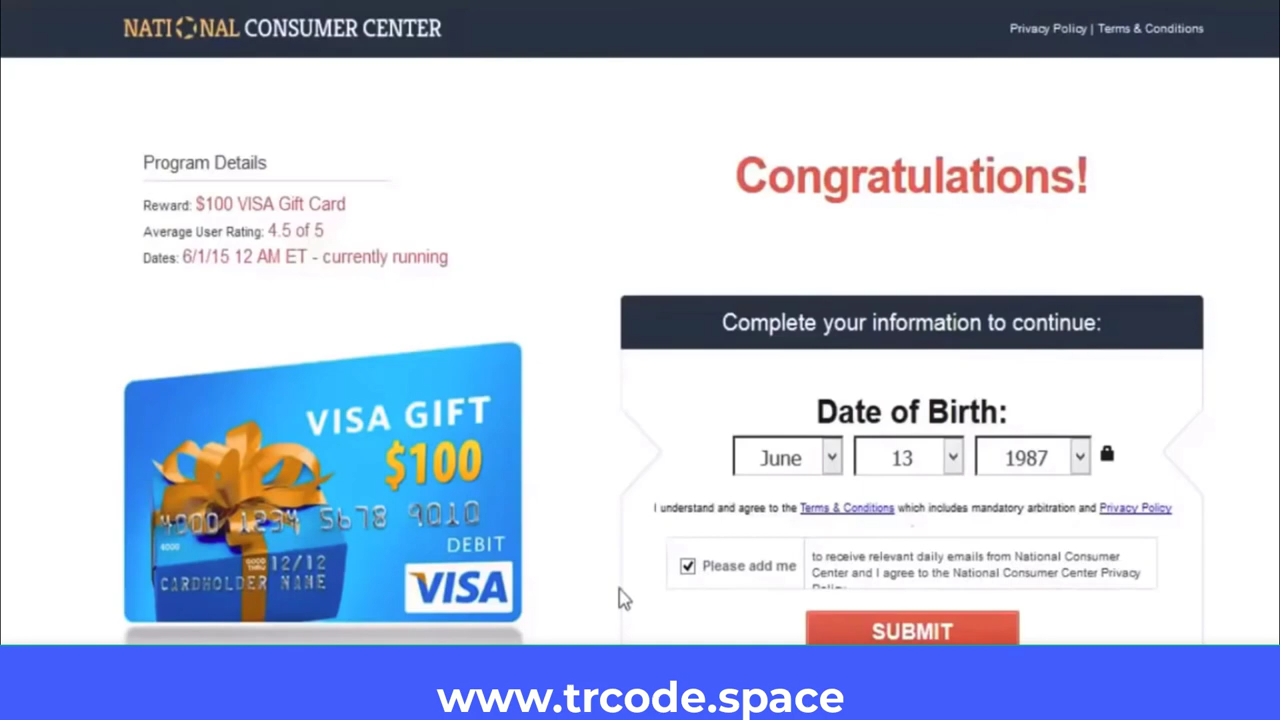 NATIONAL CONSUMER CENTER
Privacy Policy | Terms & Conditions
Program Details
Reward: $100 VISA Gift Card
Average User Rating: 4.5 of 5
Dates: 6/1/15 12 AM ET - currently running
Congratulations!
Complete your information to continue:
Date of Birth:
June 13 1987
I understand and agree to the Terms & Conditions which includes mandatory arbitration and Privacy Policy
Please add me
to receive relevant daily emails from National Consumer
Center and I agree to the National Consumer Center Privacy
Policy
SUBMIT
VISA GIFT
$100
4000 1234 5678 9010
DEBIT
4000
GOOD THRU 12/12
CARDHOLDER NAME
VISA
www.trcode.space